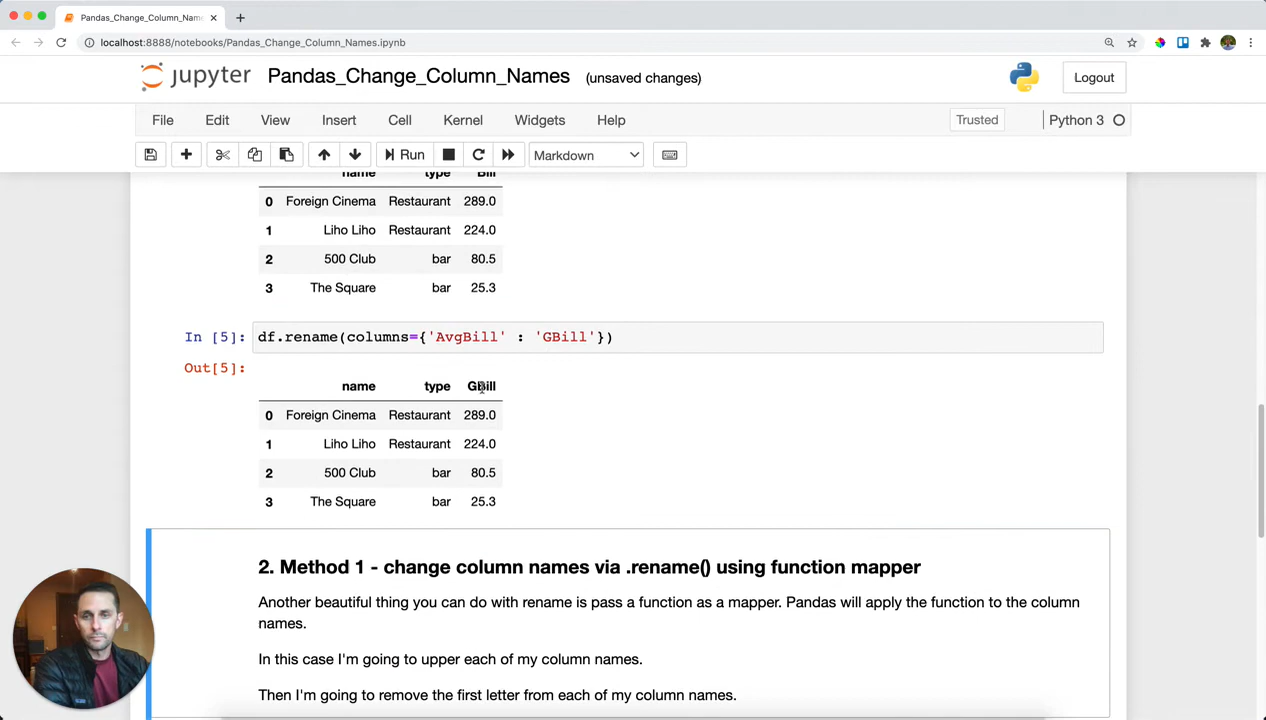 Pandas_Change_Column_Name
localhost:8888/notebooks/Pandas_Change_Column_Names.ipynb
jupyter Pandas_Change_Column_Names (unsaved changes) Logout
File Edit View Insert Cell Kernel Widgets Help Trusted Python 3
Run Markdown
name type Bill
0 Foreign Cinema Restaurant 289.0
1 Liho Liho Restaurant 224.0
2 500 Club bar 80.5
3 The Square bar 25.3
In [5]: df.rename(columns={'AvgBill' : 'GBill'})
Out[5]:
name type GBill
0 Foreign Cinema Restaurant 289.0
1 Liho Liho Restaurant 224.0
2 500 Club bar 80.5
3 The Square bar 25.3
2. Method 1 - change column names via .rename() using function mapper
Another beautiful thing you can do with rename is pass a function as a mapper. Pandas will apply the function to the column
names.
In this case I'm going to upper each of my column names.
Then I'm going to remove the first letter from each of my column names.